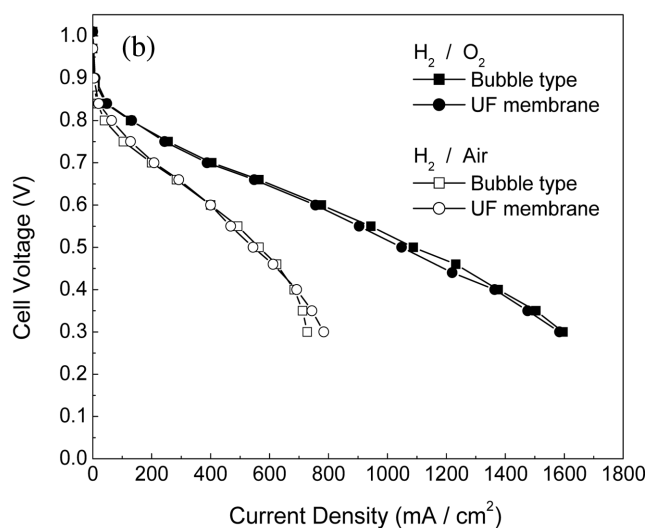 (b)
H2 / O2
Bubble type
UF membrane
H2 / Air
Bubble type
UF membrane
Cell Voltage (V)
1.0
0.9
0.8
0.7
0.6
0.5
0.4
0.3
0.2
0.1
0.0
0 200 400 600 800 1000 1200 1400 1600 1800
Current Density (mA / cm²)